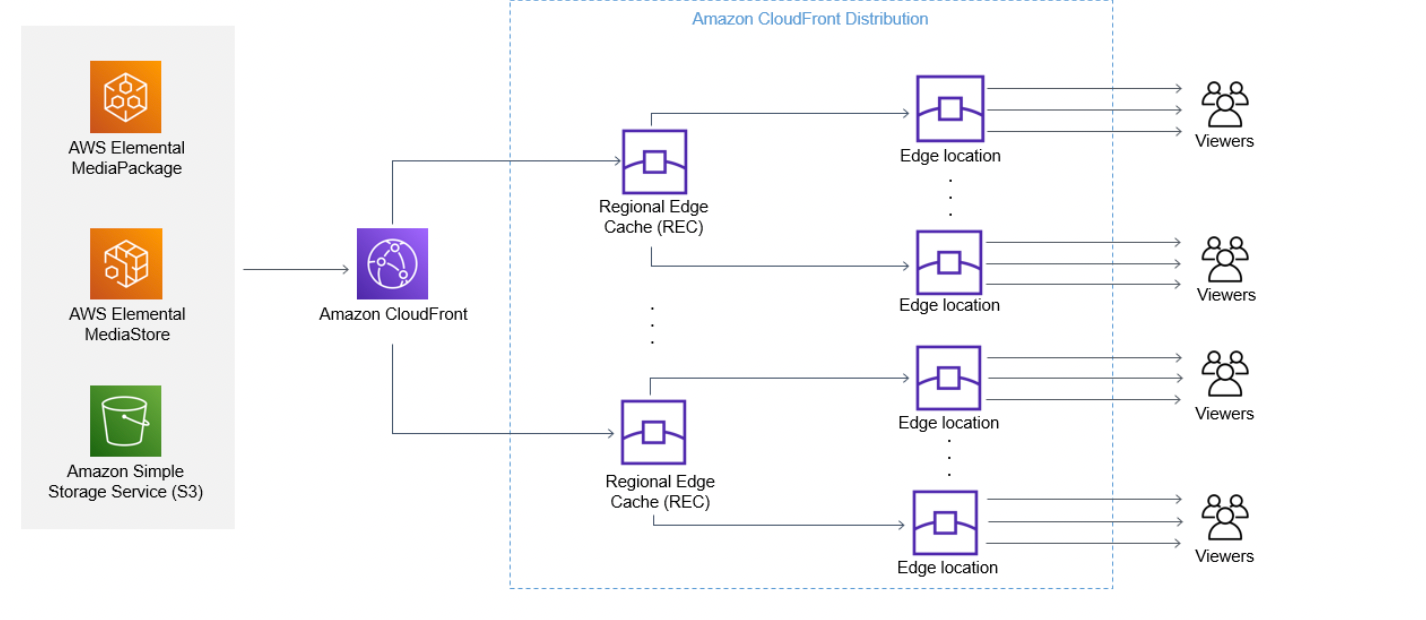 Amazon CloudFront Distribution
AWS Elemental
MediaPackage
AWS Elemental
MediaStore
Amazon Simple
Storage Service (S3)
Amazon CloudFront
Regional Edge
Cache (REC)
Regional Edge
Cache (REC)
Edge location
Edge location
Edge location
Edge location
Viewers
Viewers
Viewers
Viewers